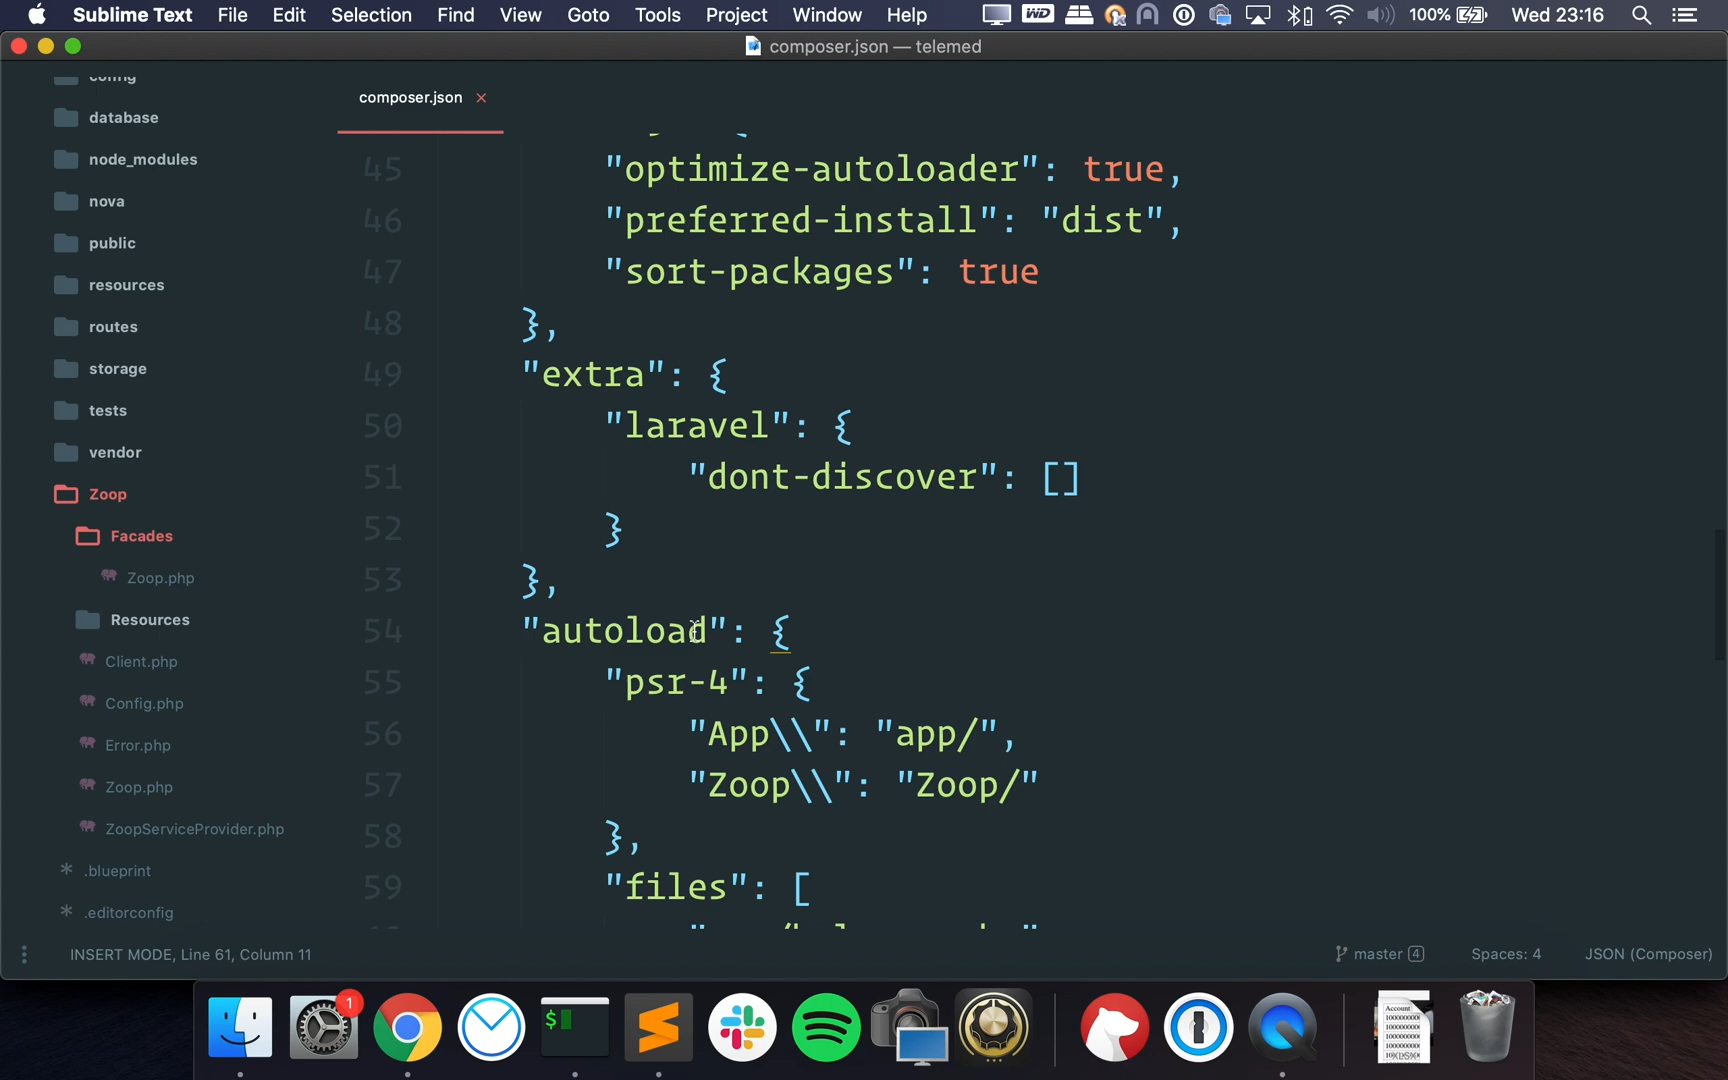 Sublime Text File Edit Selection Find View Goto Tools Project Window Help WD 100% Wed 23:16
composer.json — telemed
config
database
node_modules
nova
public
resources
routes
storage
tests
vendor
Zoop
Facades
Zoop.php
Resources
Client.php
Config.php
Error.php
Zoop.php
ZoopServiceProvider.php
.blueprint
.editorconfig
composer.json ×
45 "optimize-autoloader": true,
46 "preferred-install": "dist",
47 "sort-packages": true
48 },
49 "extra": {
50 "laravel": {
51 "dont-discover": []
52 }
53 },
54 "autoload": {
55 "psr-4": {
56 "App\\": "app/",
57 "Zoop\\": "Zoop/"
58 },
59 "files": [
INSERT MODE, Line 61, Column 11 master 4 Spaces: 4 JSON (Composer)
1
$
Account
XLSX